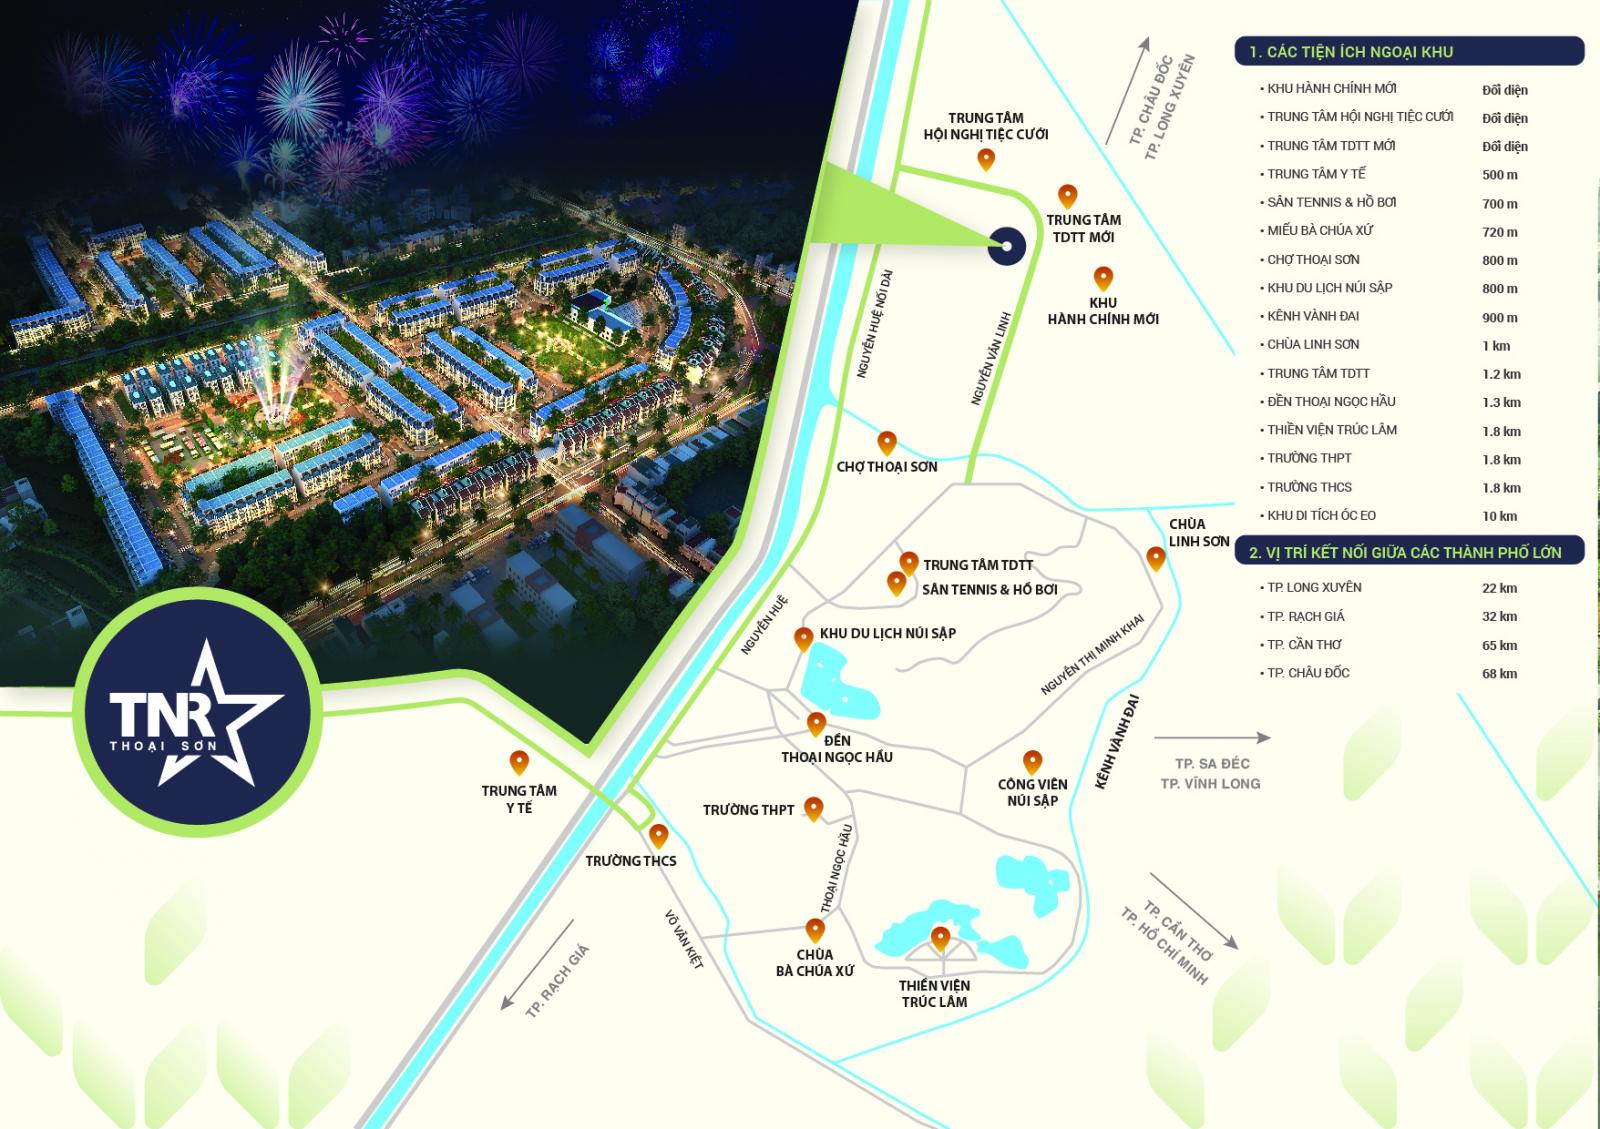 TRUNG TÂM
HỘI NGHỊ TIỆC CƯỚI
TP. CHÂU ĐỐC
TP. LONG XUYÊN
TRUNG TÂM
TDTT MỚI
KHU
HÀNH CHÍNH MỚI
NGUYỄN HUỆ NỐI DÀI
NGUYỄN VĂN LINH
CHỢ THOẠI SƠN
CHÙA
LINH SƠN
TRUNG TÂM TDTT
SÂN TENNIS & HỒ BƠI
NGUYỄN HUỆ
KHU DU LỊCH NÚI SẬP
NGUYỄN THỊ MINH KHAI
KÊNH VÀNH ĐAI
ĐỀN
THOẠI NGỌC HẦU
TP. SA ĐÉC
TP. VĨNH LONG
CÔNG VIÊN
NÚI SẬP
TRUNG TÂM
Y TẾ
TRƯỜNG THPT
TRƯỜNG THCS
THOẠI NGỌC HẦU
VÕ VĂN KIỆT
CHÙA
BÀ CHÚA XỨ
THIỀN VIỆN
TRÚC LÂM
TP. CẦN THƠ
TP. HỒ CHÍ MINH
TP. RẠCH GIÁ
TNR
THOẠI SƠN
1. CÁC TIỆN ÍCH NGOẠI KHU
• KHU HÀNH CHÍNH MỚI Đối diện
• TRUNG TÂM HỘI NGHỊ TIỆC CƯỚI Đối diện
• TRUNG TÂM TDTT MỚI Đối diện
• TRUNG TÂM Y TẾ 500 m
• SÂN TENNIS & HỒ BƠI 700 m
• MIẾU BÀ CHÚA XỨ 720 m
• CHỢ THOẠI SƠN 800 m
• KHU DU LỊCH NÚI SẬP 800 m
• KÊNH VÀNH ĐAI 900 m
• CHÙA LINH SƠN 1 km
• TRUNG TÂM TDTT 1.2 km
• ĐỀN THOẠI NGỌC HẦU 1.3 km
• THIỀN VIỆN TRÚC LÂM 1.8 km
• TRƯỜNG THPT 1.8 km
• TRƯỜNG THCS 1.8 km
• KHU DI TÍCH ÓC EO 10 km
2. VỊ TRÍ KẾT NỐI GIỮA CÁC THÀNH PHỐ LỚN
• TP. LONG XUYÊN 22 km
• TP. RẠCH GIÁ 32 km
• TP. CẦN THƠ 65 km
• TP. CHÂU ĐỐC 68 km